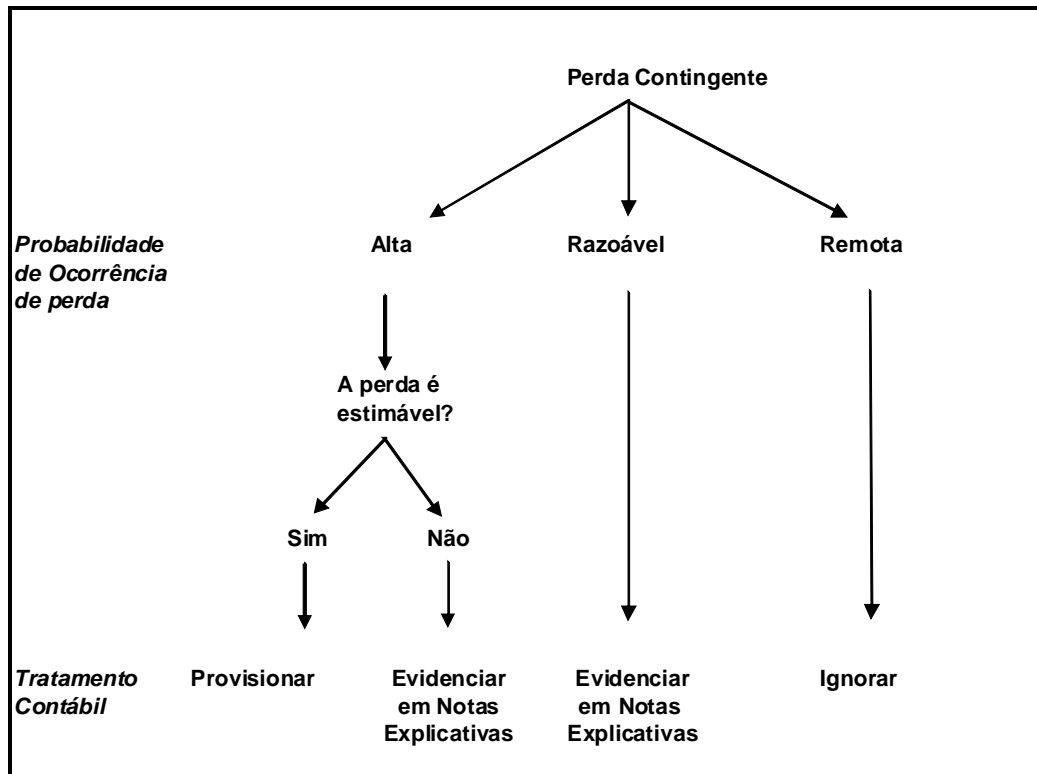 Perda Contingente
Probabilidade
de Ocorrência
de perda
Alta
Razoável
Remota
A perda é
estimável?
Sim
Não
Tratamento
Contábil
Provisionar
Evidenciar
em Notas
Explicativas
Evidenciar
em Notas
Explicativas
Ignorar